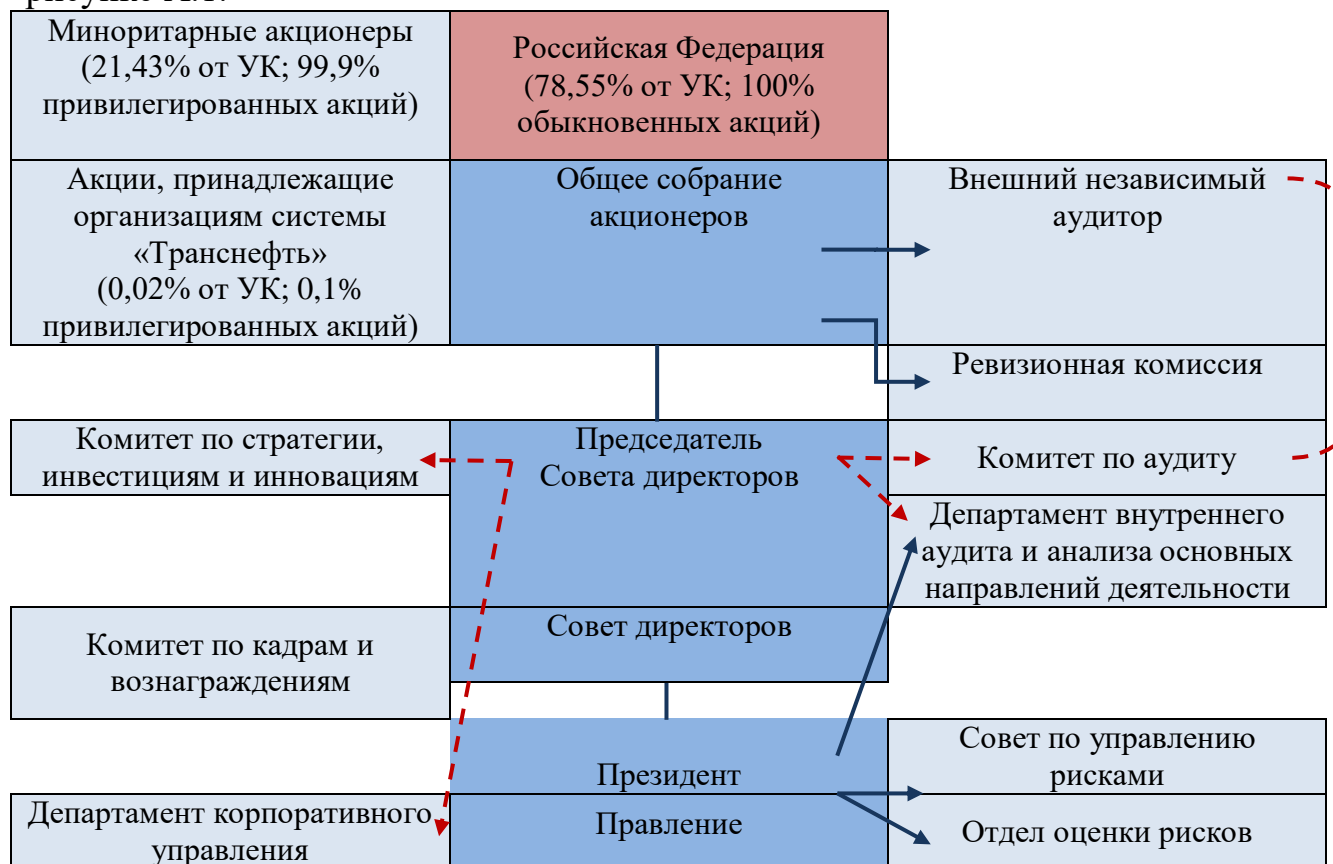 Миноритарные акционеры
(21,43% от УК; 99,9%
привилегированных акций)
Российская Федерация
(78,55% от УК; 100%
обыкновенных акций)
Акции, принадлежащие
организациям системы
«Транснефть»
(0,02% от УК; 0,1%
привилегированных акций)
Общее собрание
акционеров
Внешний независимый
аудитор
Ревизионная комиссия
Комитет по стратегии,
инвестициям и инновациям
Председатель
Совета директоров
Комитет по аудиту
Департамент внутреннего
аудита и анализа основных
направлений деятельности
Комитет по кадрам и
вознаграждениям
Совет директоров
Президент
Совет по управлению
рисками
Департамент корпоративного
управления
Правление
Отдел оценки рисков